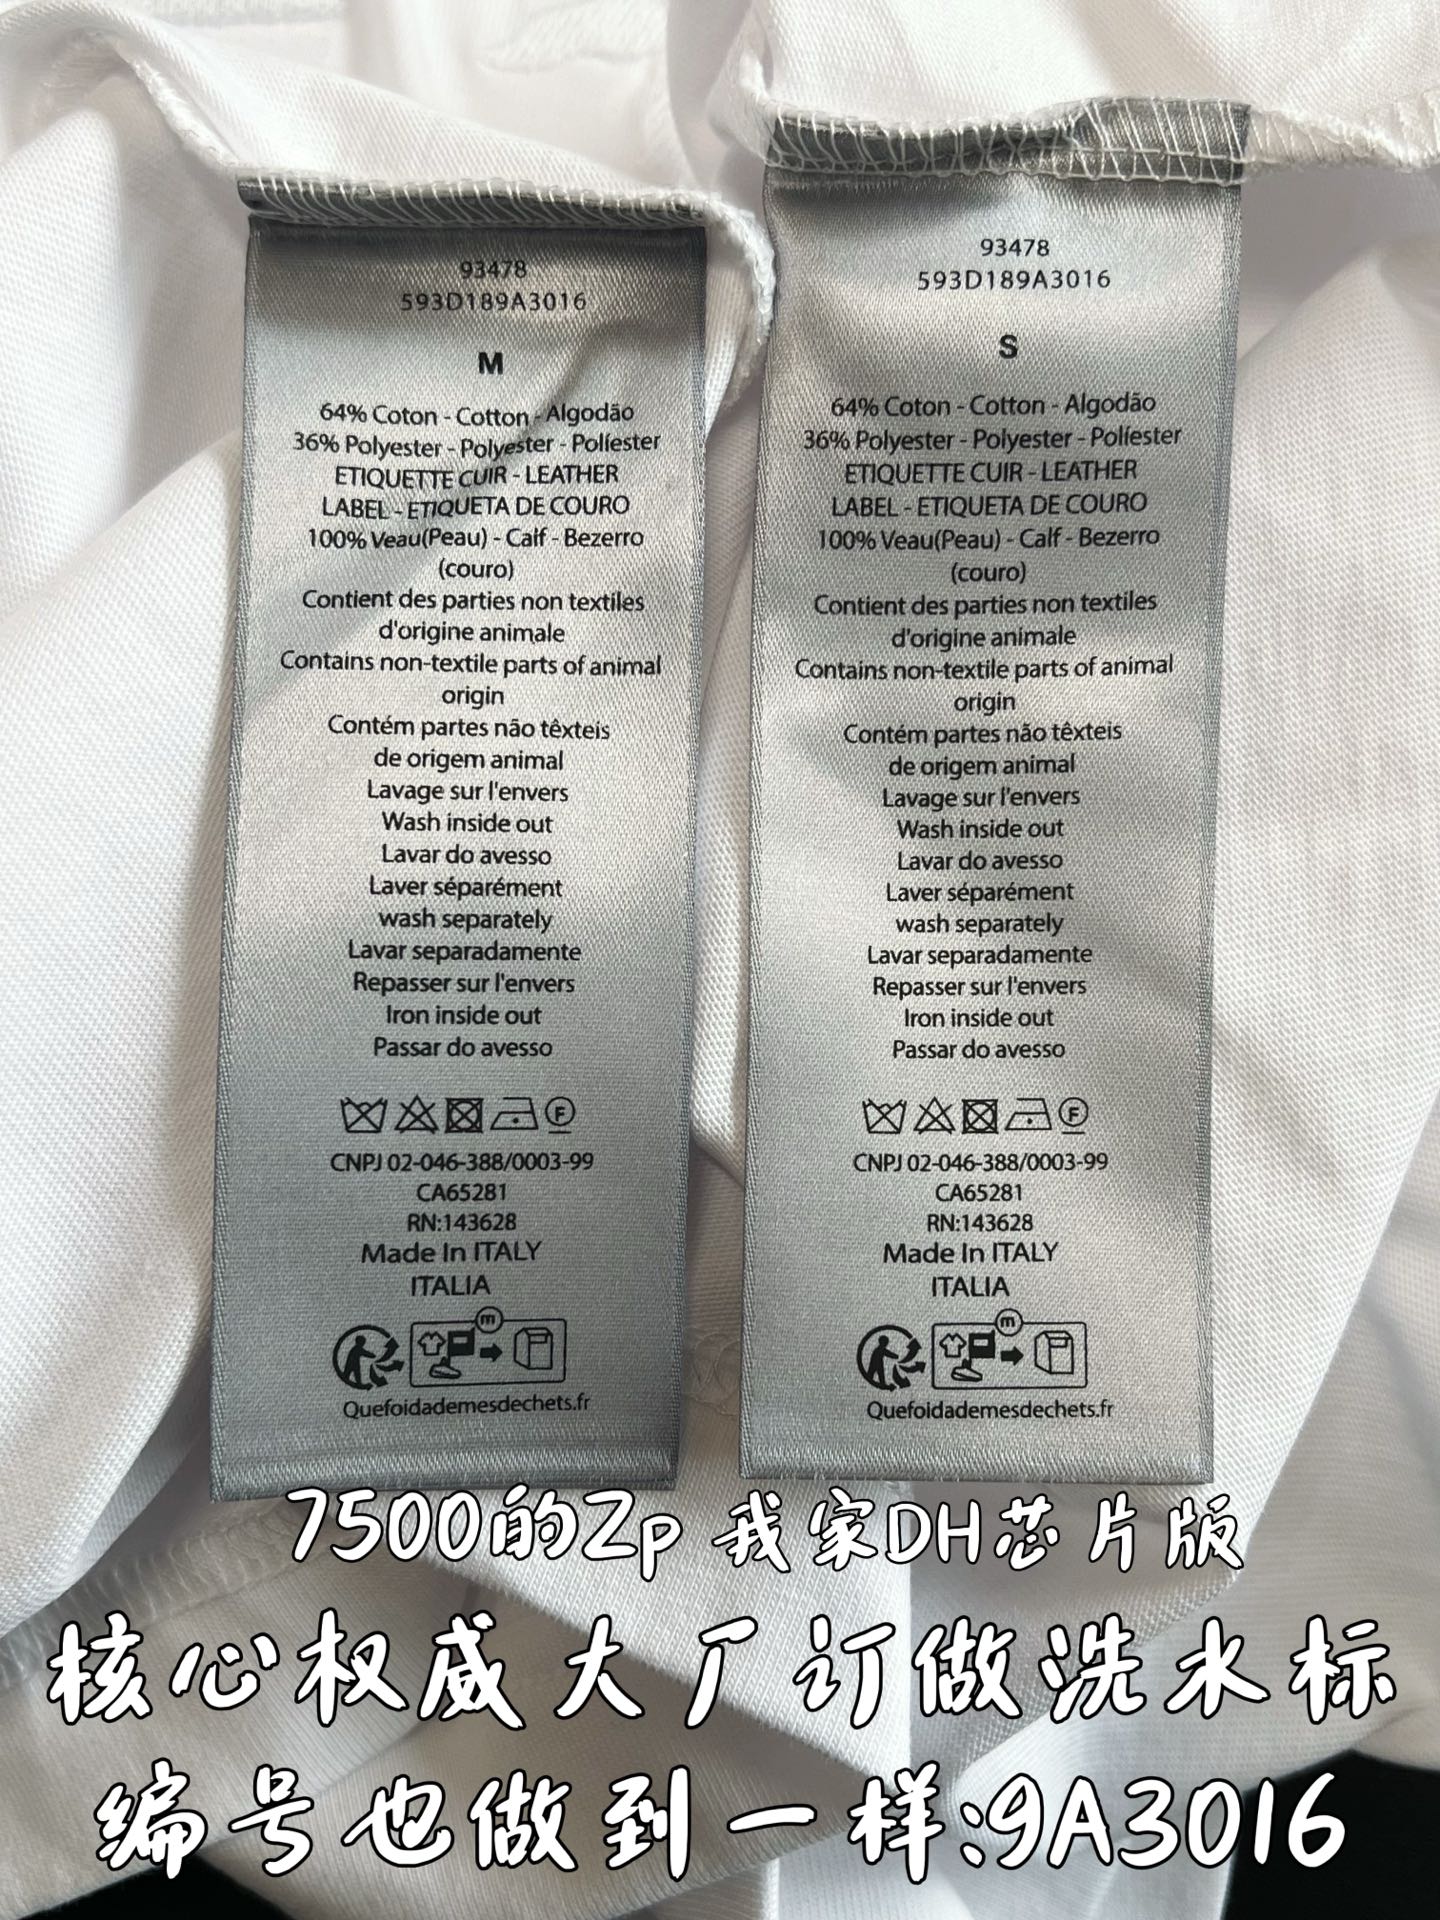 93478
593D189A3016
M
64% Coton - Cotton - Algodão
36% Polyester - Polyester - Políester
ETIQUETTE CUIR - LEATHER
LABEL - ETIQUETA DE COURO
100% Veau(Peau) - Calf - Bezerro
(couro)
Contient des parties non textiles
d'origine animale
Contains non-textile parts of animal
origin
Contém partes não têxteis
de origem animal
Lavage sur l'envers
Wash inside out
Lavar do avesso
Laver séparément
wash separately
Lavar separadamente
Repasser sur l'envers
Iron inside out
Passar do avesso
F
CNPJ 02-046-388/0003-99
CA65281
RN:143628
Made In ITALY
ITALIA
m
Quefoidademesdechets.fr
93478
593D189A3016
S
64% Coton - Cotton - Algodão
36% Polyester - Polyester - Políester
ETIQUETTE CUIR - LEATHER
LABEL - ETIQUETA DE COURO
100% Veau(Peau) - Calf - Bezerro
(couro)
Contient des parties non textiles
d'origine animale
Contains non-textile parts of animal
origin
Contém partes não têxteis
de origem animal
Lavage sur l'envers
Wash inside out
Lavar do avesso
Laver séparément
wash separately
Lavar separadamente
Repasser sur l'envers
Iron inside out
Passar do avesso
F
CNPJ 02-046-388/0003-99
CA65281
RN:143628
Made In ITALY
ITALIA
m
Quefoidademesdechets.fr
7500的Zp 我家DH芯片版
核心权威大厂订做洗水标
编号也做到一样:9A3016